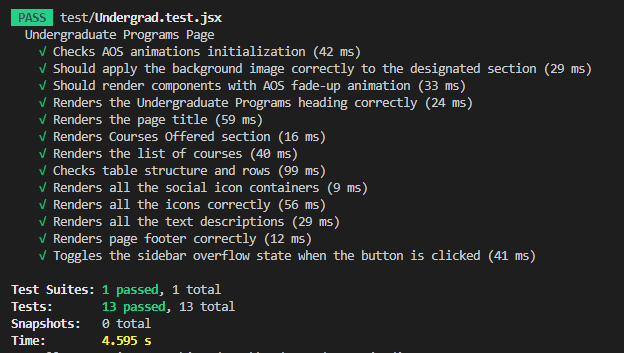 PASS test/Undergrad.test.jsx
Undergraduate Programs Page
√ Checks AOS animations initialization (42 ms)
√ Should apply the background image correctly to the designated section (29 ms)
√ Should render components with AOS fade-up animation (33 ms)
√ Renders the Undergraduate Programs heading correctly (24 ms)
√ Renders the page title (59 ms)
√ Renders Courses Offered section (16 ms)
√ Renders the list of courses (40 ms)
√ Checks table structure and rows (99 ms)
√ Renders all the social icon containers (9 ms)
√ Renders all the icons correctly (56 ms)
√ Renders all the text descriptions (29 ms)
√ Renders page footer correctly (12 ms)
√ Toggles the sidebar overflow state when the button is clicked (41 ms)
Test Suites: 1 passed, 1 total
Tests: 13 passed, 13 total
Snapshots: 0 total
Time: 4.595 s